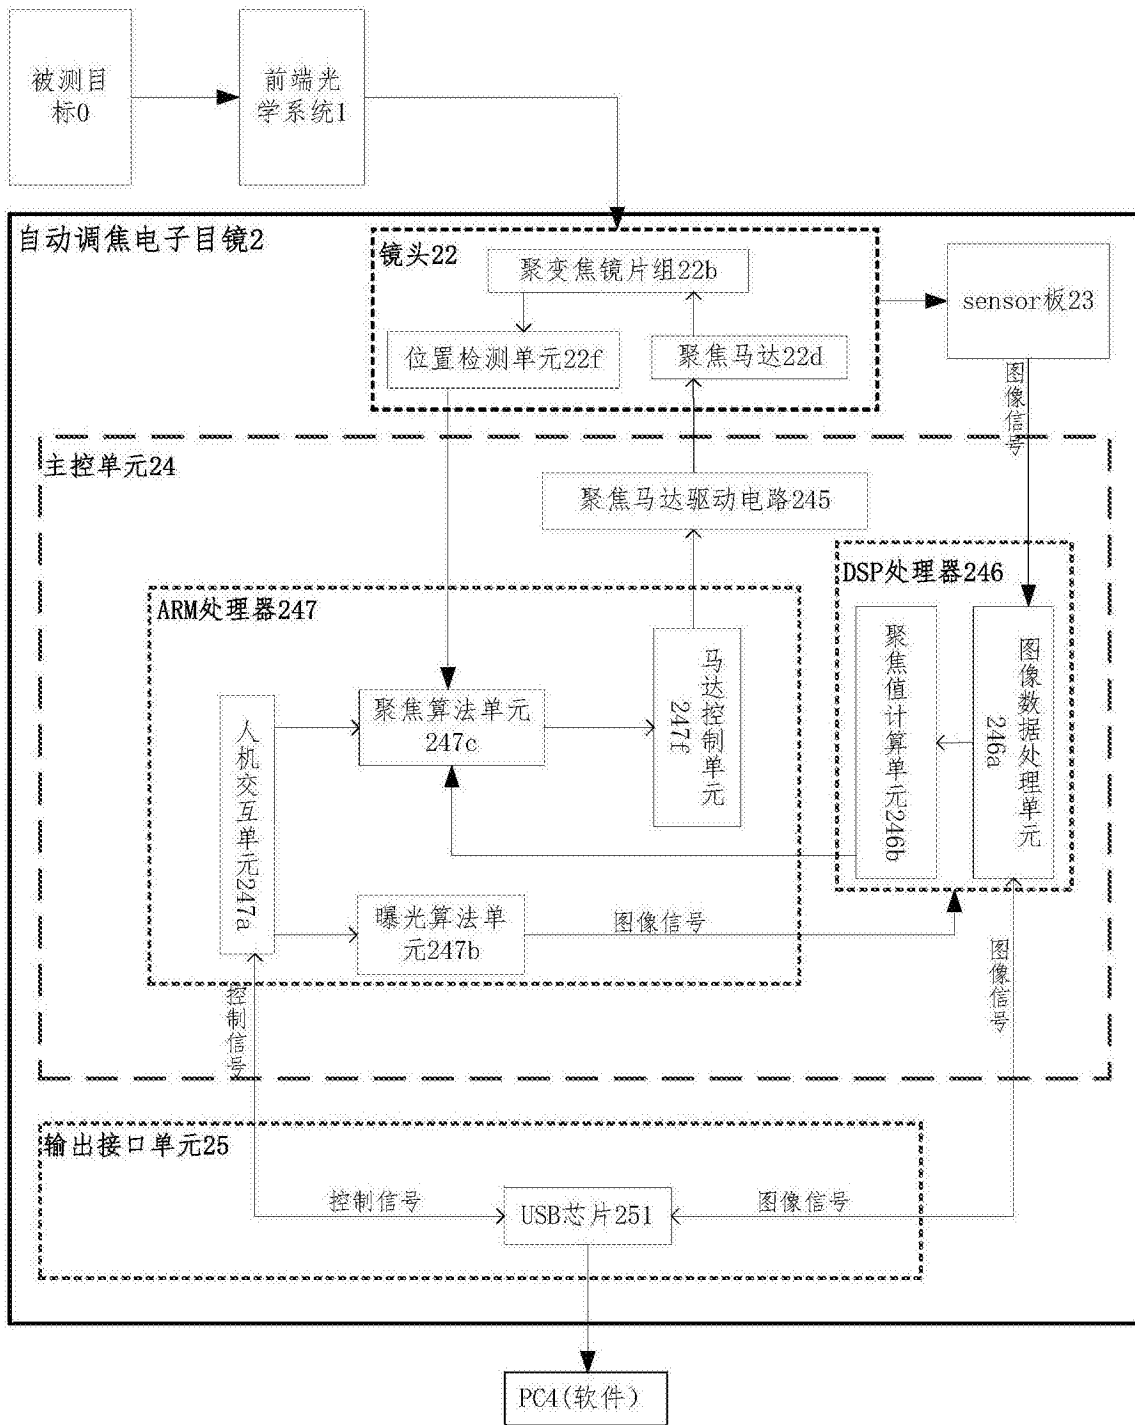 被测目
标0
前端光
学系统1
自动调焦电子目镜2
镜头22
聚变焦镜片组22b
位置检测单元22f
聚焦马达22d
sensor板23
图像信号
主控单元24
聚焦马达驱动电路245
DSP处理器246
聚焦值计算单元246b
图像数据处理单元
246a
ARM处理器247
聚焦算法单元
247c
马达控制单元
247f
人机交互单元247a
曝光算法单
元247b
图像信号
图像信号
控制信号
输出接口单元25
控制信号
USB芯片251
图像信号
PC4(软件)